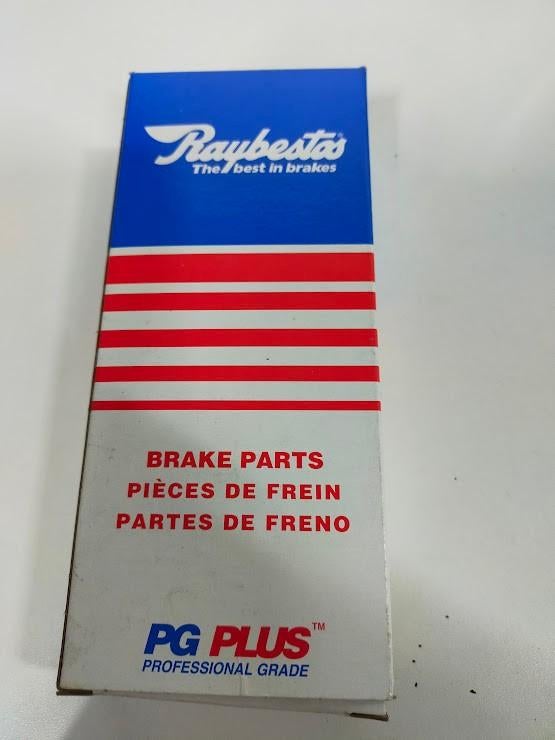 Raybestos®
The best in brakes
BRAKE PARTS
PIÈCES DE FREIN
PARTES DE FRENO
PG PLUS™
PROFESSIONAL GRADE